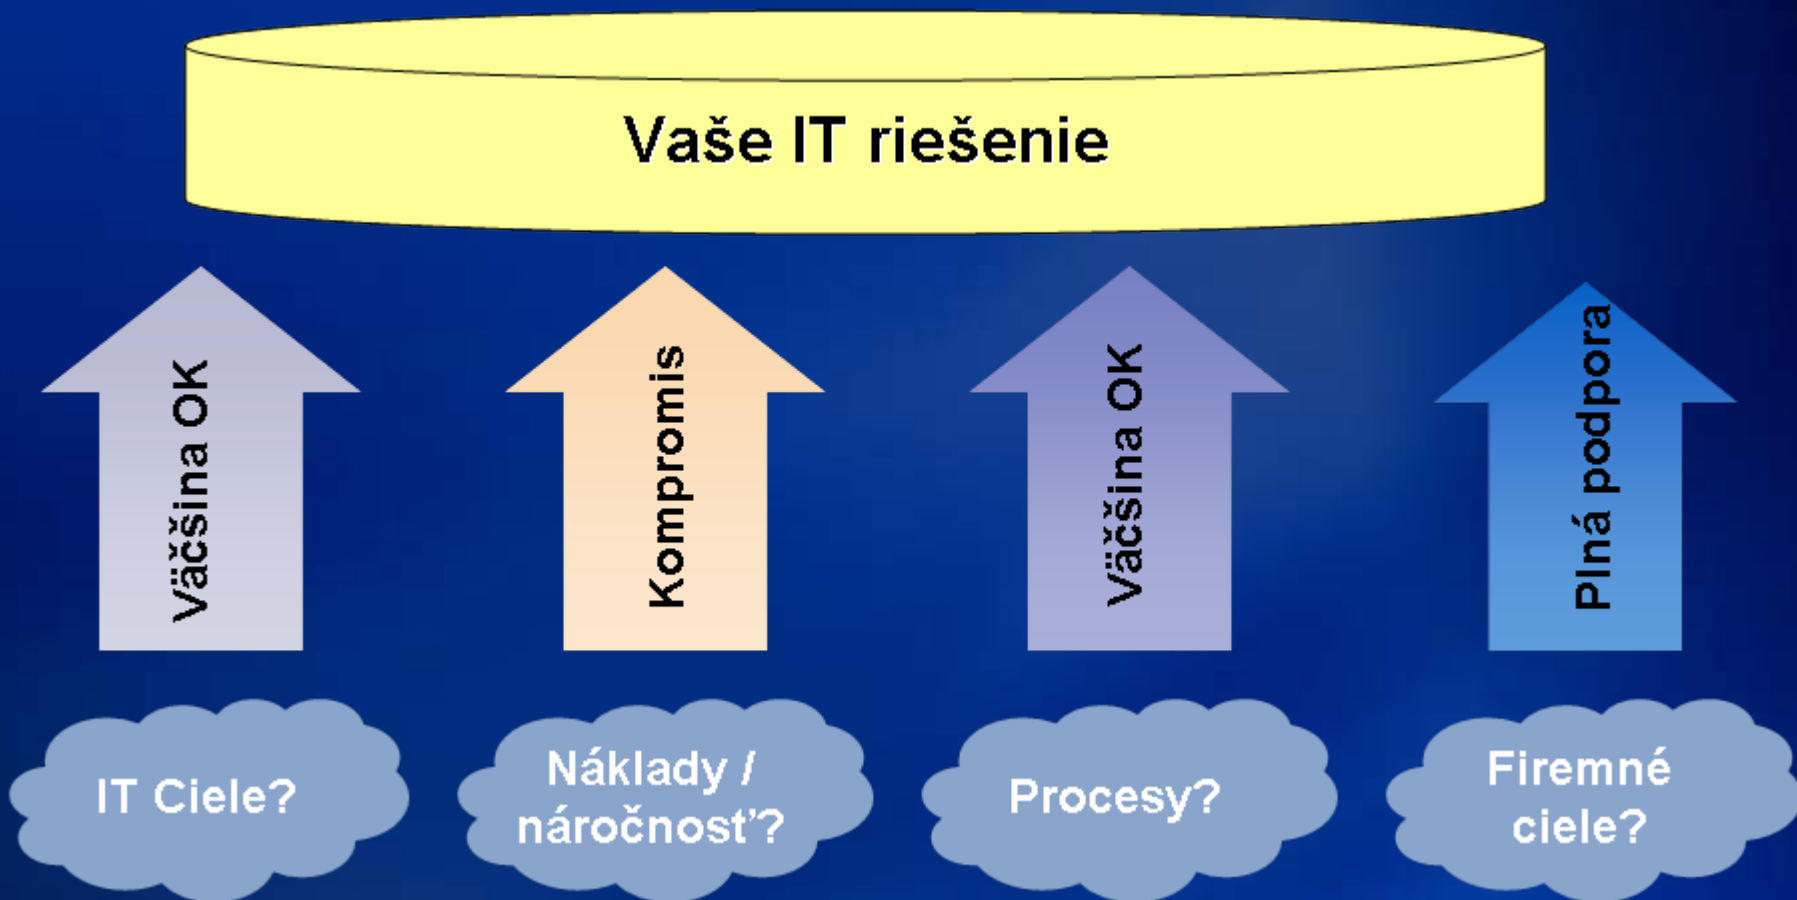 Vaše IT riešenie
Väčšina OK
Kompromis
Väčšina OK
Plná podpora
IT Ciele?
Náklady /
náročnosť?
Procesy?
Firemné
ciele?